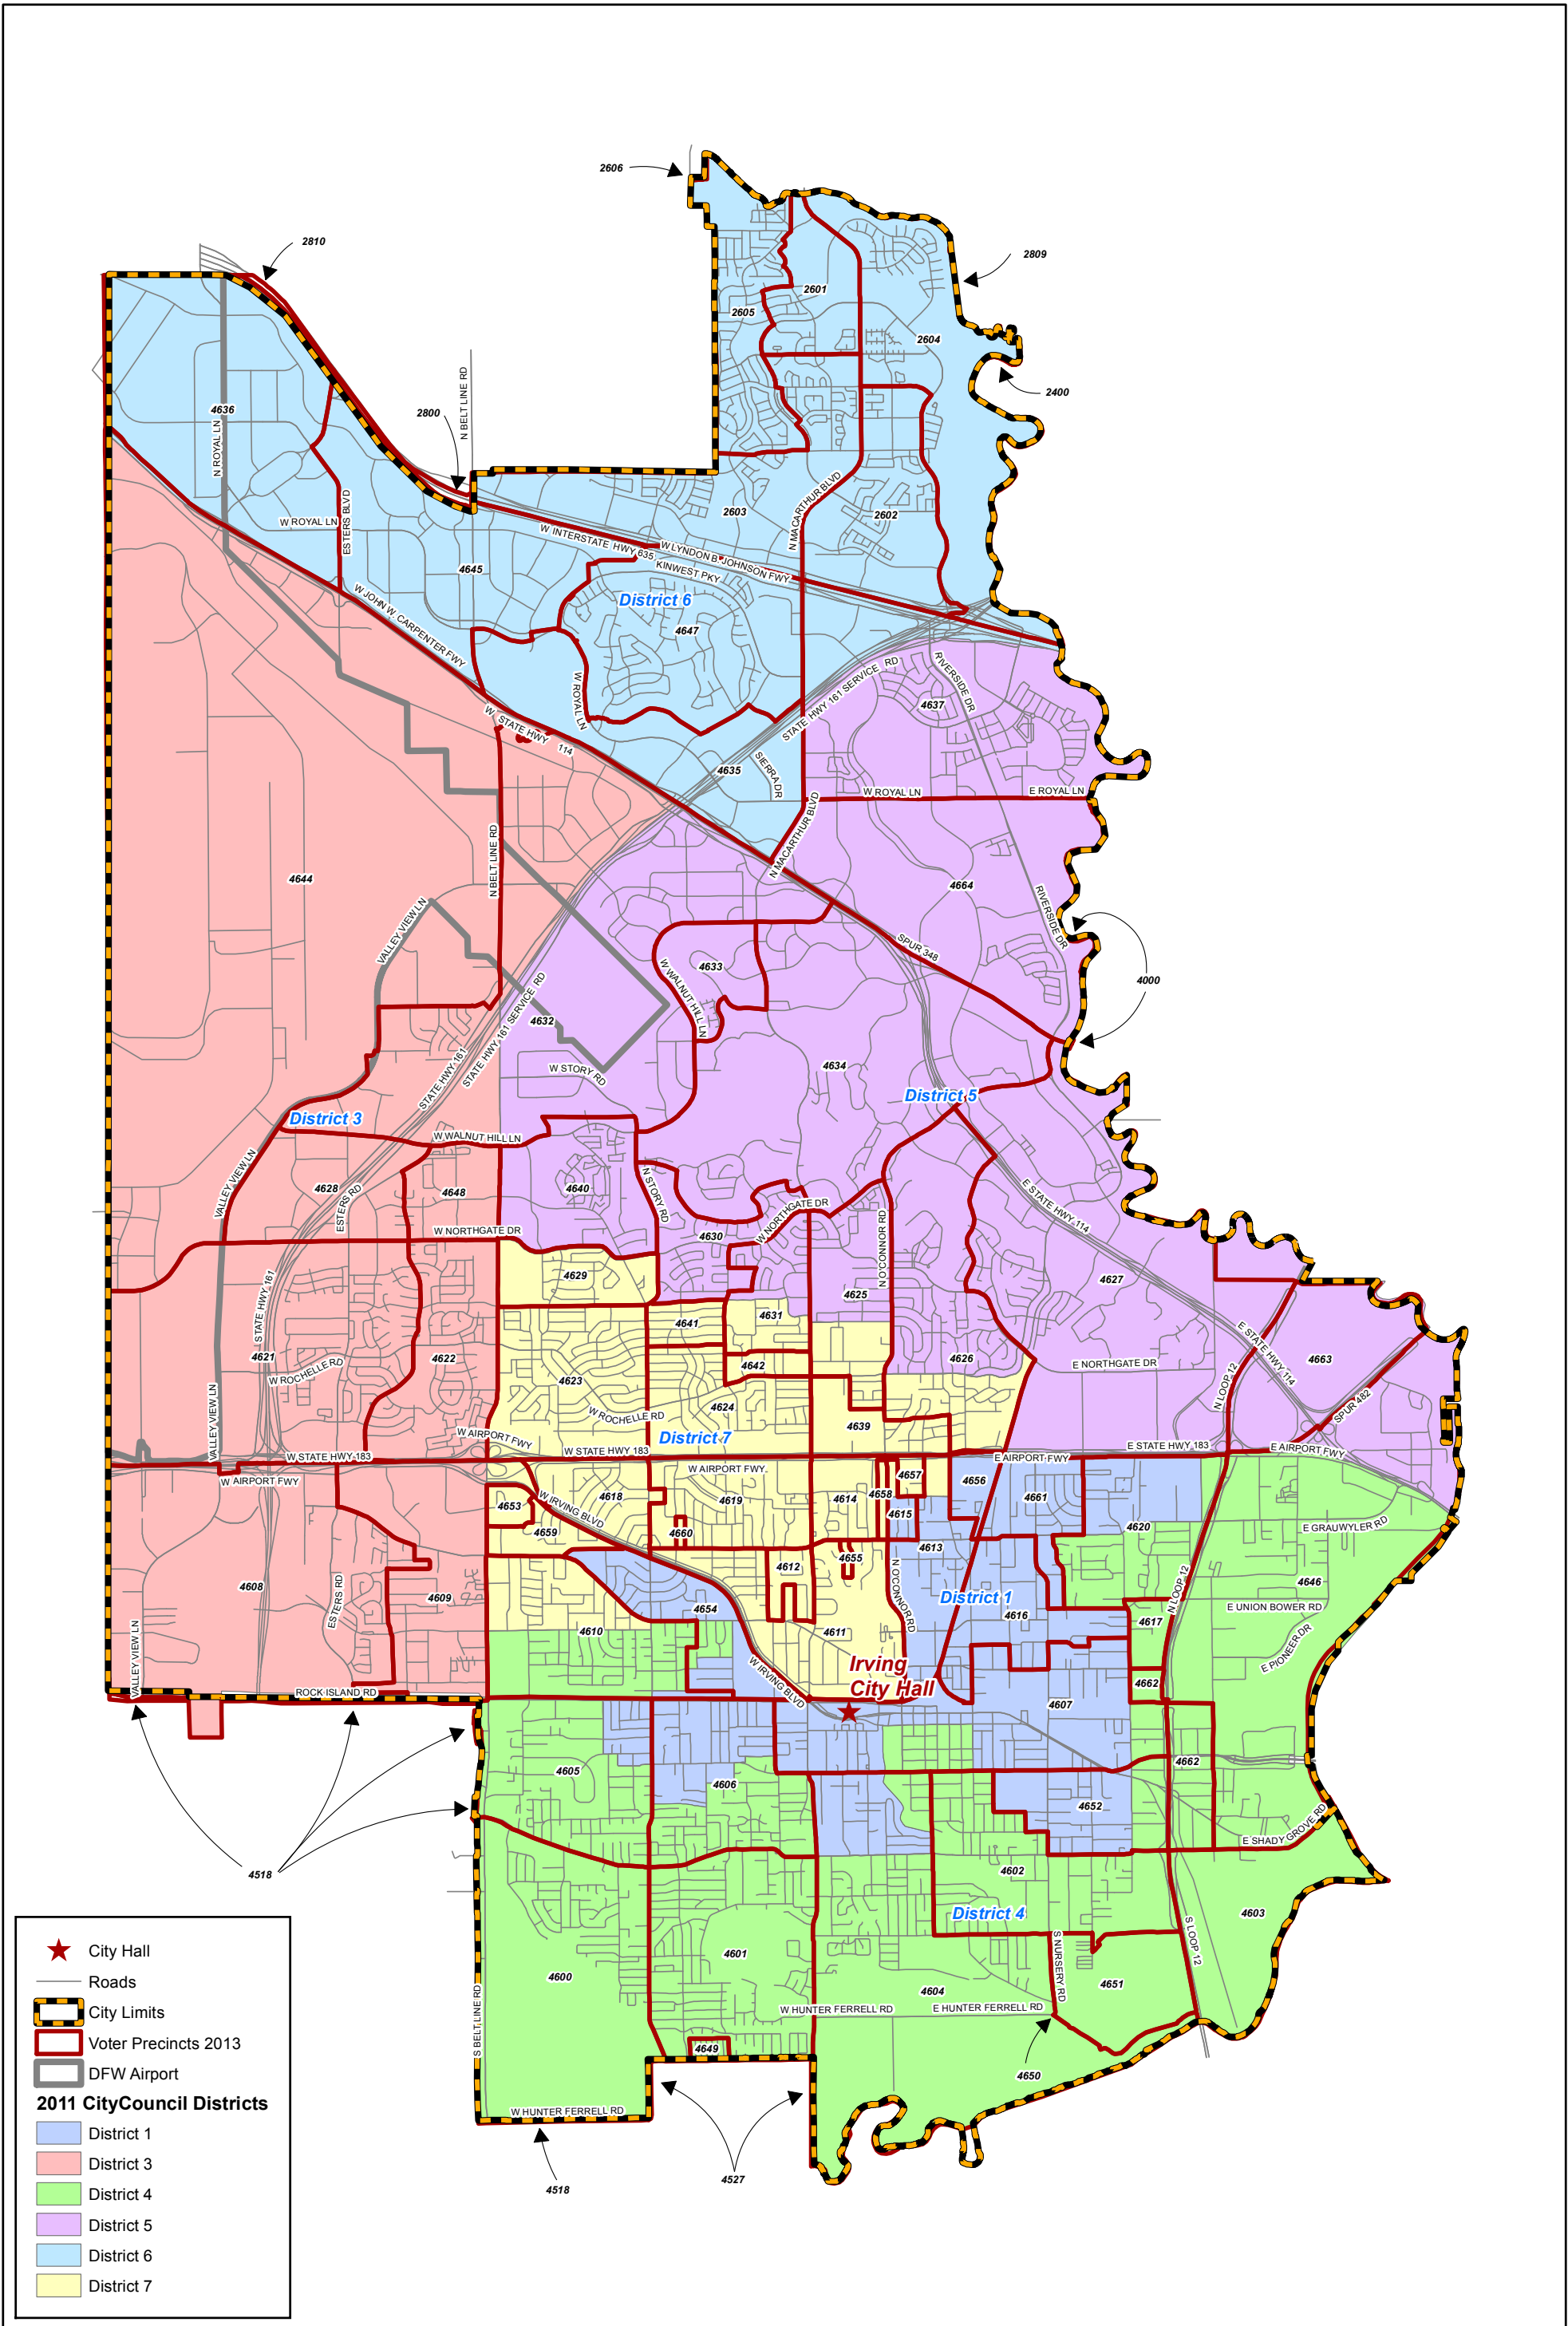 2606
2810
2809
2601
2605
2604
2400
N BELT LINE RD
2800
4636
N ROYAL LN
W ROYAL LN
ESTERS BLVD
2603
N MACARTHUR BLVD
2602
W INTERSTATE HWY 635
W LYNDON B. JOHNSON FWY
KINWEST PKY
4645
District 6
4647
W JOHN W. CARPENTER FWY
W ROYAL LN
STATE HWY 161 SERVICE RD
RIVERSIDE DR
4637
W STATE HWY 114
4635
SIERRA DR
W ROYAL LN
E ROYAL LN
N MACARTHUR BLVD
N BELT LINE RD
4644
4664
RIVERSIDE DR
VALLEY VIEW LN
SPUR 348
4633
W WALNUT HILL LN
4000
STATE HWY 161 SERVICE RD
4632
STATE HWY 161
W STORY RD
4634
District 5
District 3
W WALNUT HILL LN
VALLEY VIEW LN
4628
ESTERS RD
4648
4640
N STORY RD
W NORTHGATE DR
E STATE HWY 114
W NORTHGATE DR
4630
N O'CONNOR RD
4629
4627
4625
STATE HWY 161
4631
4641
4621
W ROCHELLE RD
4622
4642
4626
E NORTHGATE DR
E STATE HWY 114
4663
4623
N LOOP 12
4624
W ROCHELLE RD
SPUR 482
VALLEY VIEW LN
4639
W AIRPORT FWY
District 7
W STATE HWY 183
W STATE HWY 183
E STATE HWY 183
E AIRPORT FWY
E AIRPORT FWY
W AIRPORT FWY
W AIRPORT FWY
4657
4656
4653
W IRVING BLVD
4618
4619
4614
4658
4661
4615
4659
4660
4620
E GRAUWYLER RD
4613
4655
4612
4608
ESTERS RD
4609
N O'CONNOR RD
District 1
N LOOP 12
4646
4654
4616
E UNION BOWER RD
4617
4610
4611
E PIONEER DR
VALLEY VIEW LN
Irving
City Hall
W IRVING BLVD
ROCK ISLAND RD
4662
4607
4662
4605
4606
4652
E SHADY GROVE RD
4518
4602
District 4
4603
4601
4600
S NURSERY RD
S LOOP 12
4604
4651
W HUNTER FERRELL RD
E HUNTER FERRELL RD
S BELT LINE RD
4649
4650
W HUNTER FERRELL RD
4527
4518
City Hall
Roads
City Limits
Voter Precincts 2013
DFW Airport
2011 CityCouncil Districts
District 1
District 3
District 4
District 5
District 6
District 7